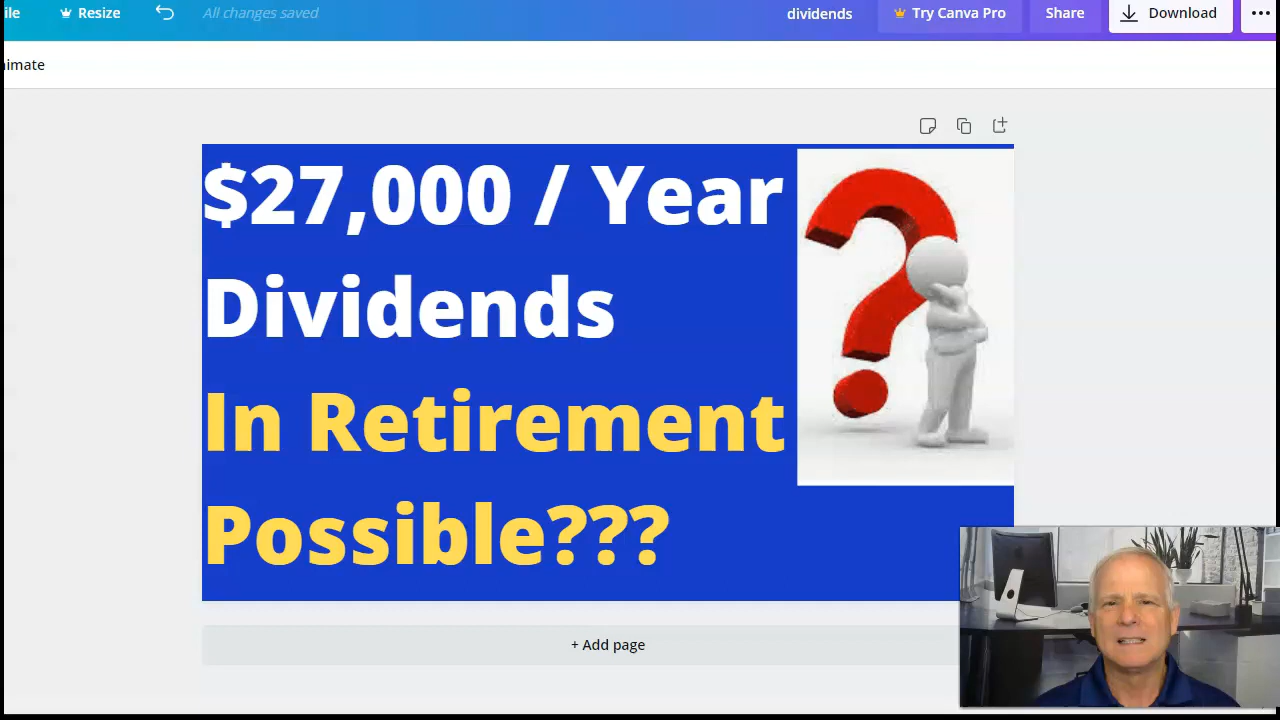 ile
Resize
All changes saved
dividends
Try Canva Pro
Share
Download
nimate
$27,000 / Year
Dividends
In Retirement
Possible???
+ Add page